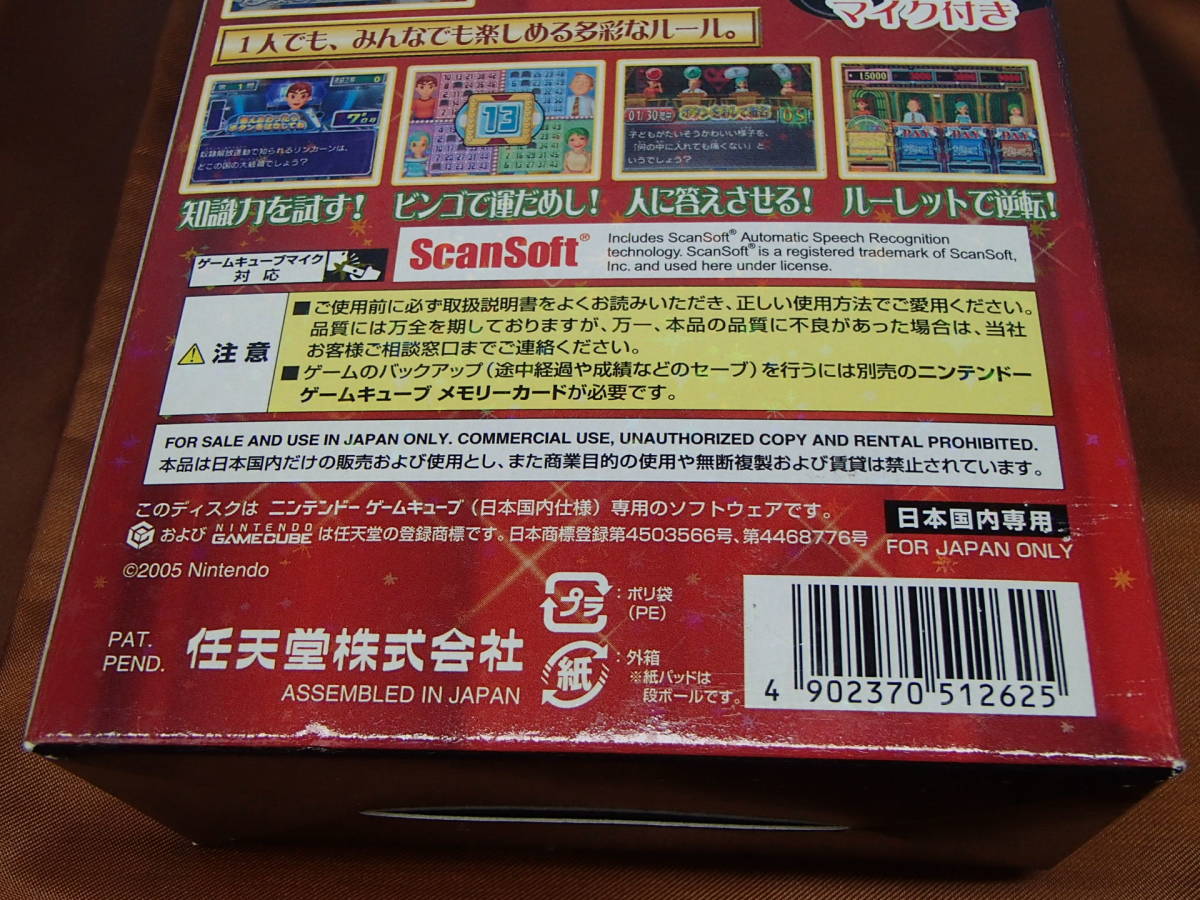 マイク付き
1人でも、みんなでも楽しめる多彩なルール。
奴隷解放運動で知られるリンカーンは、
どこの国の大統領でしょう?
13
01:30
子どもがたいそうかわいい様子を、
「何の中に入れても痛くない」と
いうでしょう?
15000
知識力を試す!
ビンゴで運だめし!
人に答えさせる!
ルーレットで逆転!
ゲームキューブマイク
対応
ScanSoft®
Includes ScanSoft® Automatic Speech Recognition
technology. ScanSoft® is a registered trademark of ScanSoft,
Inc. and used here under license.
注意
■ご使用前に必ず取扱説明書をよくお読みいただき、正しい使用方法でご愛用ください。
品質には万全を期しておりますが、万一、本品の品質に不良があった場合は、当社
お客様ご相談窓口までご連絡ください。
■ゲームのバックアップ(途中経過や成績などのセーブ)を行うには別売のニンテンドー
ゲームキューブ メモリーカードが必要です。
FOR SALE AND USE IN JAPAN ONLY. COMMERCIAL USE, UNAUTHORIZED COPY AND RENTAL PROHIBITED.
本品は日本国内だけの販売および使用とし、また商業目的の使用や無断複製および賃貸は禁止されています。
このディスクは ニンテンドー ゲームキューブ(日本国内仕様)専用のソフトウェアです。
および NINTENDO GAMECUBE は任天堂の登録商標です。日本商標登録第4503566号、第4468776号
日本国内専用
FOR JAPAN ONLY
©2005 Nintendo
PAT.
PEND.
任天堂株式会社
ASSEMBLED IN JAPAN
プラ
:ポリ袋
(PE)
紙
:外箱
※紙パッドは
段ボールです。
4 902370 512625